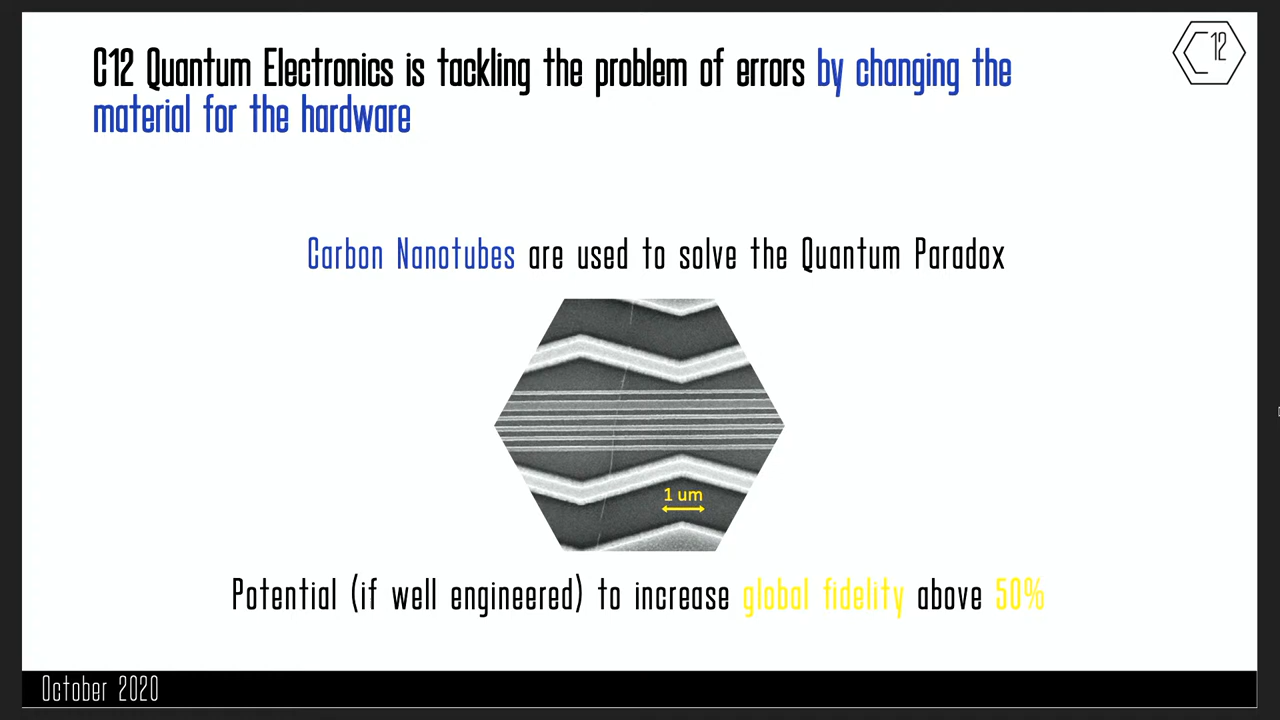 C12 Quantum Electronics is tackling the problem of errors by changing the
material for the hardware
C12
Carbon Nanotubes are used to solve the Quantum Paradox
1 um
Potential (if well engineered) to increase global fidelity above 50%
October 2020